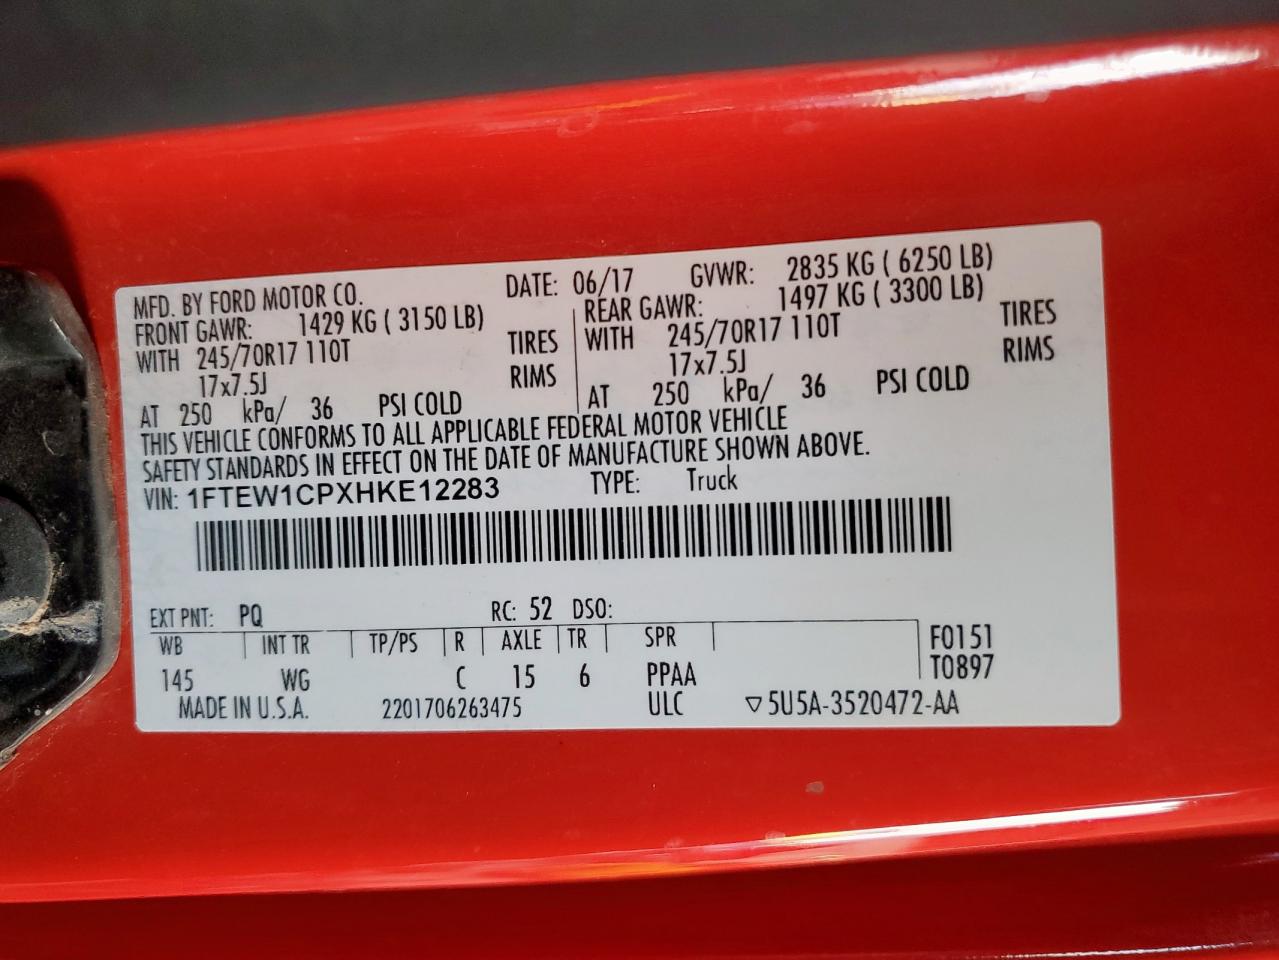 MFD. BY FORD MOTOR CO. DATE: 06/17 GVWR: 2835 KG ( 6250 LB)
FRONT GAWR: 1429 KG ( 3150 LB) REAR GAWR: 1497 KG ( 3300 LB)
WITH 245/70R17 110T TIRES WITH 245/70R17 110T TIRES
17x7.5J RIMS 17x7.5J RIMS
AT 250 kPa/ 36 PSI COLD AT 250 kPa/ 36 PSI COLD
THIS VEHICLE CONFORMS TO ALL APPLICABLE FEDERAL MOTOR VEHICLE
SAFETY STANDARDS IN EFFECT ON THE DATE OF MANUFACTURE SHOWN ABOVE.
VIN: 1FTEW1CPXHKE12283 TYPE: Truck
EXT PNT: PQ RC: 52 DSO:
WB INT TR TP/PS R AXLE TR SPR F0151
145 WG C 15 6 PPAA T0897
MADE IN U.S.A. 2201706263475 ULC ▽5U5A-3520472-AA